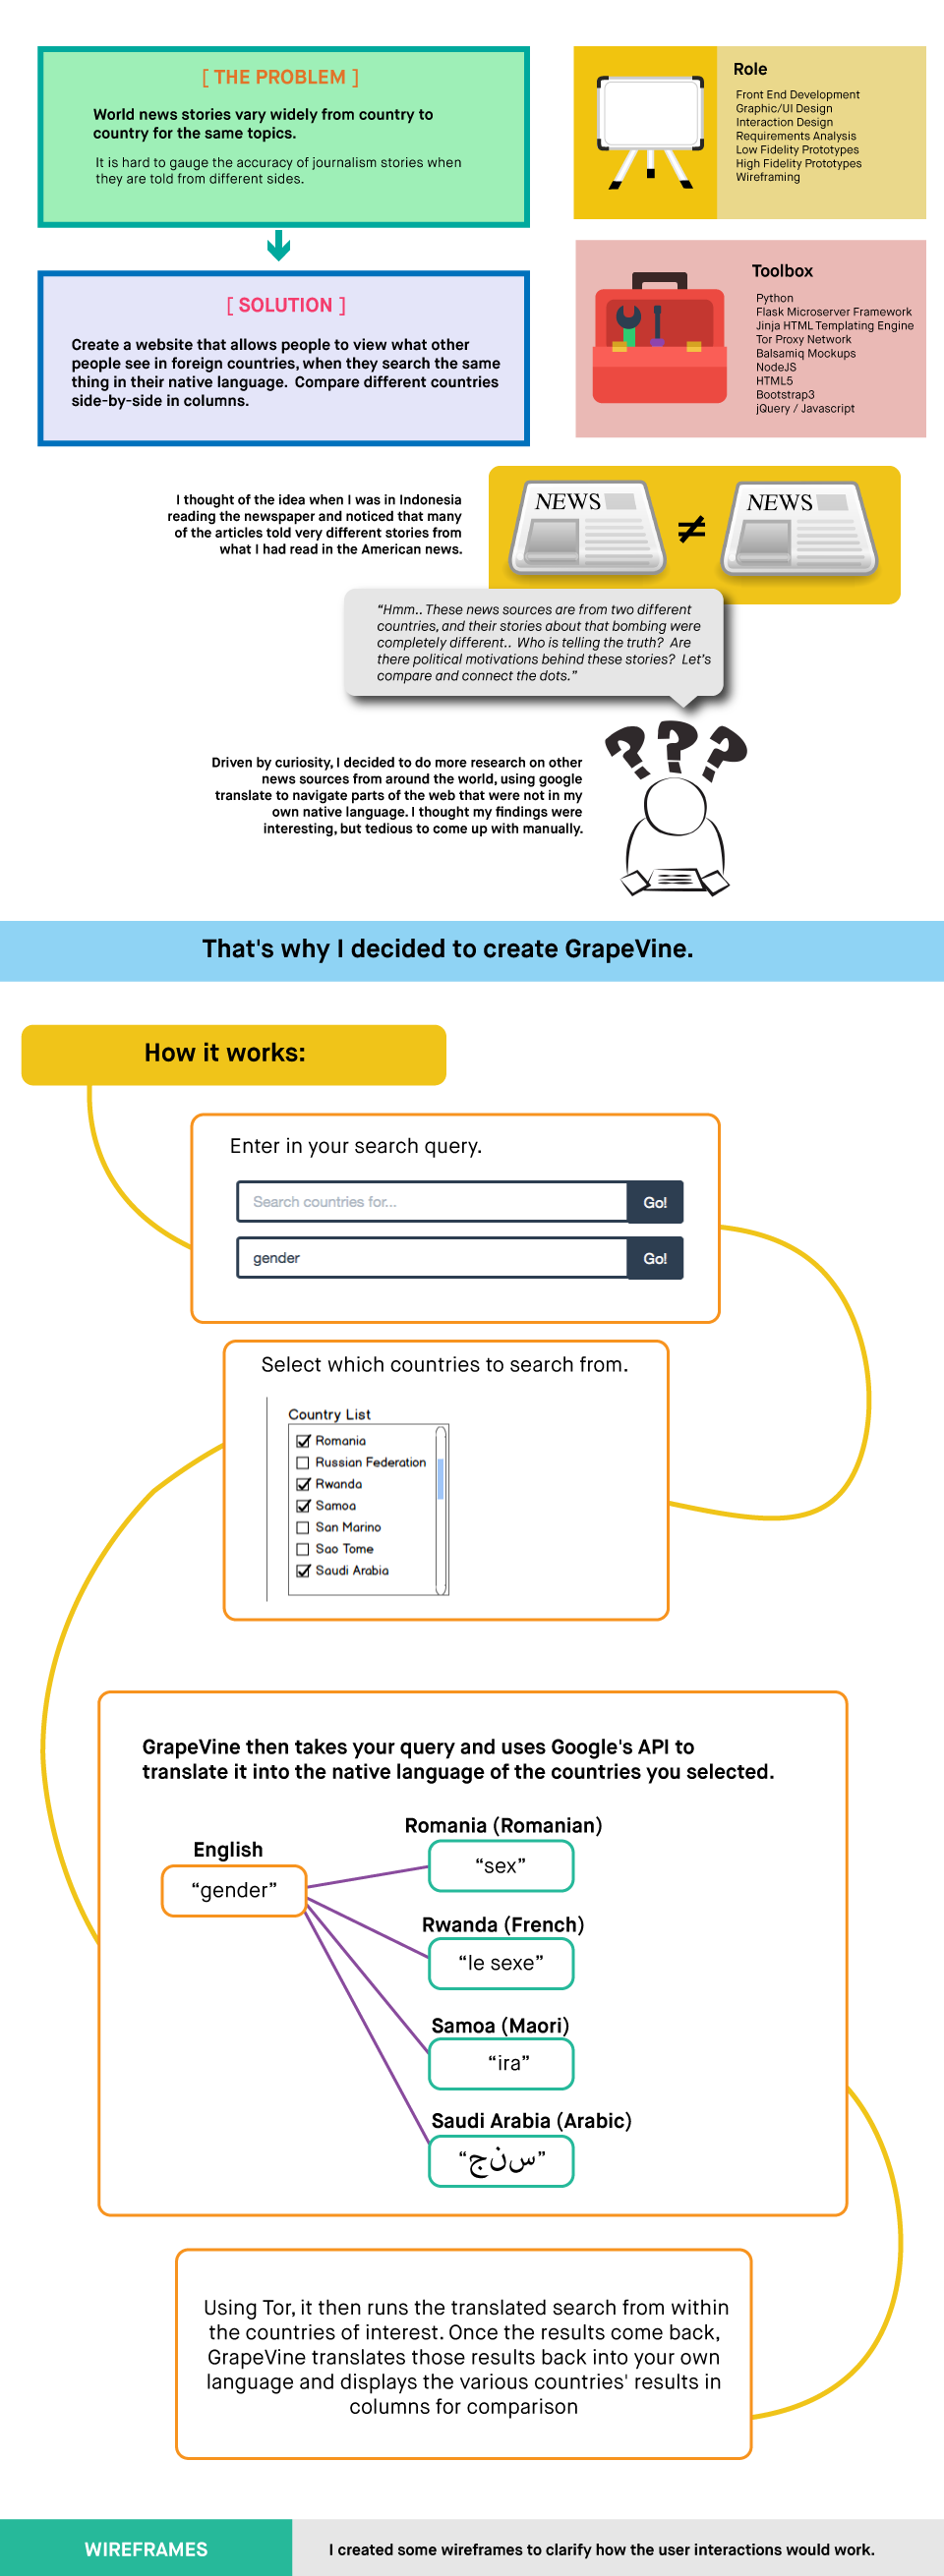 [ THE PROBLEM ]
World news stories vary widely from country to
country for the same topics.
It is hard to gauge the accuracy of journalism stories when
they are told from different sides.
Role
Front End Development
Graphic/UI Design
Interaction Design
Requirements Analysis
Low Fidelity Prototypes
High Fidelity Prototypes
Wireframing
[ SOLUTION ]
Create a website that allows people to view what other
people see in foreign countries, when they search the same
thing in their native language.  Compare different countries
side-by-side in columns.
Toolbox
Python
Flask Microserver Framework
Jinja HTML Templating Engine
Tor Proxy Network
Balsamiq Mockups
NodeJS
HTML5
Bootstrap3
jQuery / Javascript
I thought of the idea when I was in Indonesia
reading the newspaper and noticed that many
of the articles told very different stories from
what I had read in the American news.
NEWS ≠ NEWS
“Hmm.. These news sources are from two different
countries, and their stories about that bombing were
completely different..  Who is telling the truth?  Are
there political motivations behind these stories?  Let's
compare and connect the dots.”
? ? ?
Driven by curiosity, I decided to do more research on other
news sources from around the world, using google
translate to navigate parts of the web that were not in my
own native language. I thought my findings were
interesting, but tedious to come up with manually.
That's why I decided to create GrapeVine.
How it works:
Enter in your search query.
Search countries for... Go!
gender Go!
Select which countries to search from.
Country List
Romania
Russian Federation
Rwanda
Samoa
San Marino
Sao Tome
Saudi Arabia
GrapeVine then takes your query and uses Google's API to
translate it into the native language of the countries you selected.
English
“gender”
Romania (Romanian)
“sex”
Rwanda (French)
“le sexe”
Samoa (Maori)
“ira”
Saudi Arabia (Arabic)
“س ن ج”
Using Tor, it then runs the translated search from within
the countries of interest. Once the results come back,
GrapeVine translates those results back into your own
language and displays the various countries' results in
columns for comparison
WIREFRAMES
I created some wireframes to clarify how the user interactions would work.